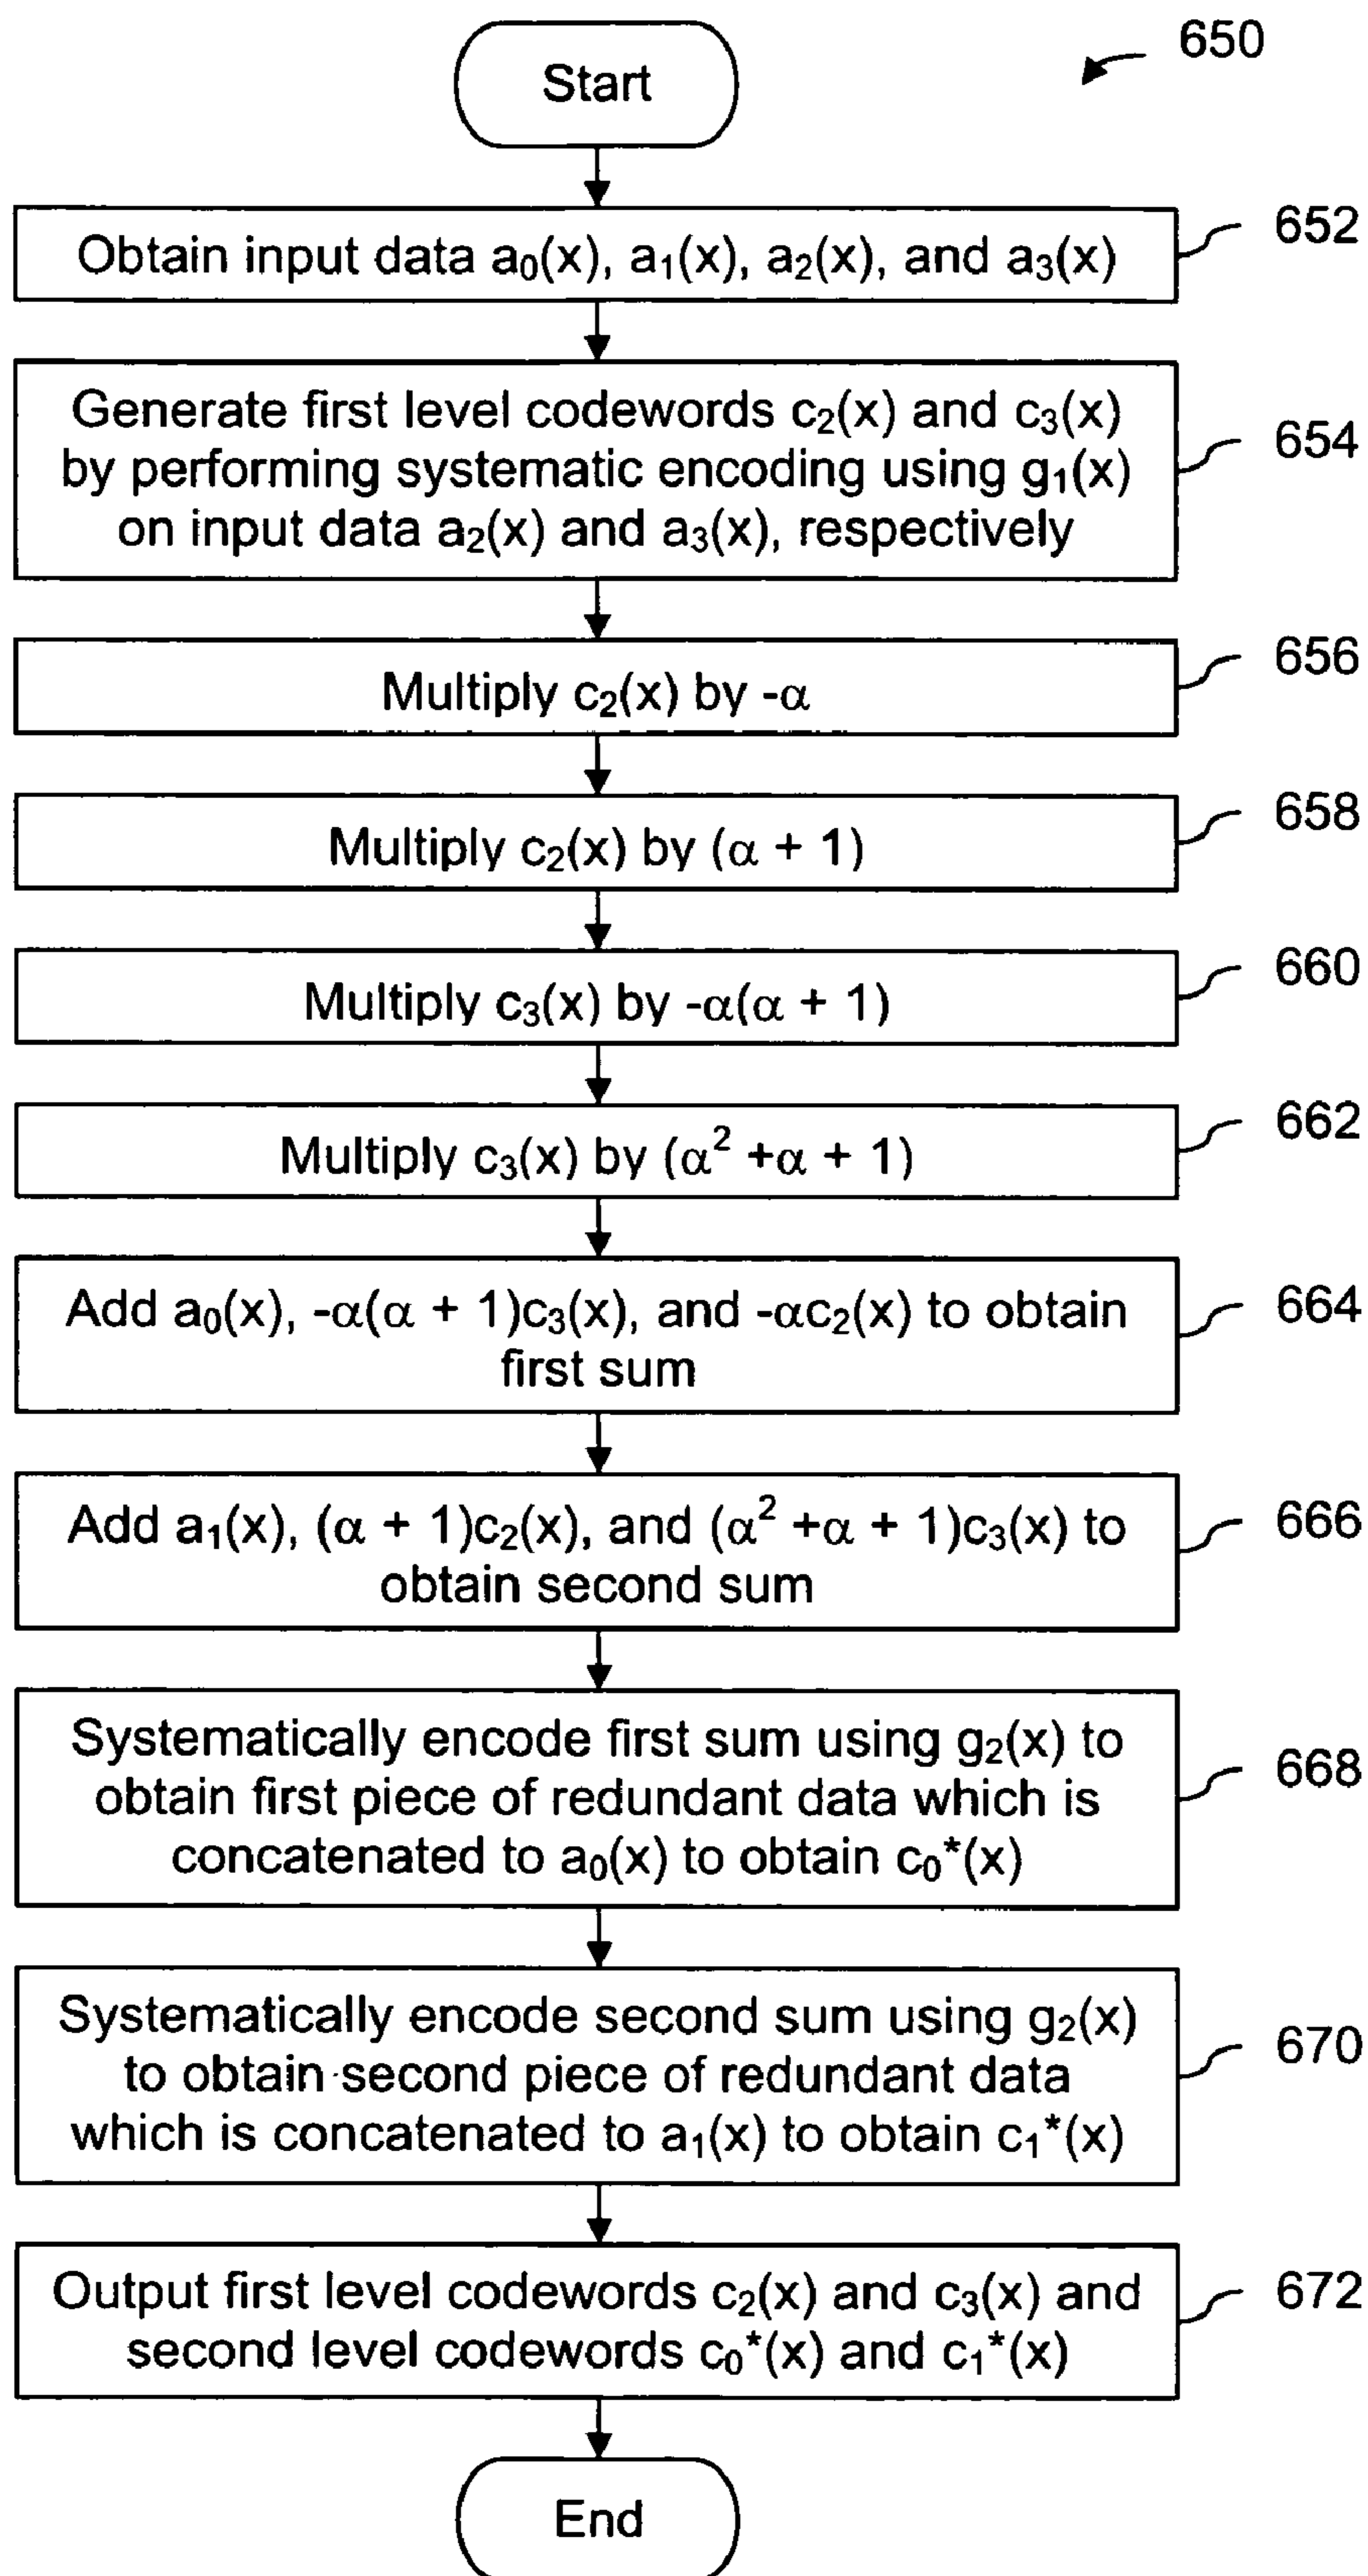 650
Start
Obtain input data a₀(x), a₁(x), a₂(x), and a₃(x)
652
Generate first level codewords c₂(x) and c₃(x)
by performing systematic encoding using g₁(x)
on input data a₂(x) and a₃(x), respectively
654
Multiply c₂(x) by -α
656
Multiply c₂(x) by (α + 1)
658
Multiply c₃(x) by -α(α + 1)
660
Multiply c₃(x) by (α² +α + 1)
662
Add a₀(x), -α(α + 1)c₃(x), and -αc₂(x) to obtain
first sum
664
Add a₁(x), (α + 1)c₂(x), and (α² +α + 1)c₃(x) to
obtain second sum
666
Systematically encode first sum using g₂(x) to
obtain first piece of redundant data which is
concatenated to a₀(x) to obtain c₀*(x)
668
Systematically encode second sum using g₂(x)
to obtain second piece of redundant data
which is concatenated to a₁(x) to obtain c₁*(x)
670
Output first level codewords c₂(x) and c₃(x) and
second level codewords c₀*(x) and c₁*(x)
672
End